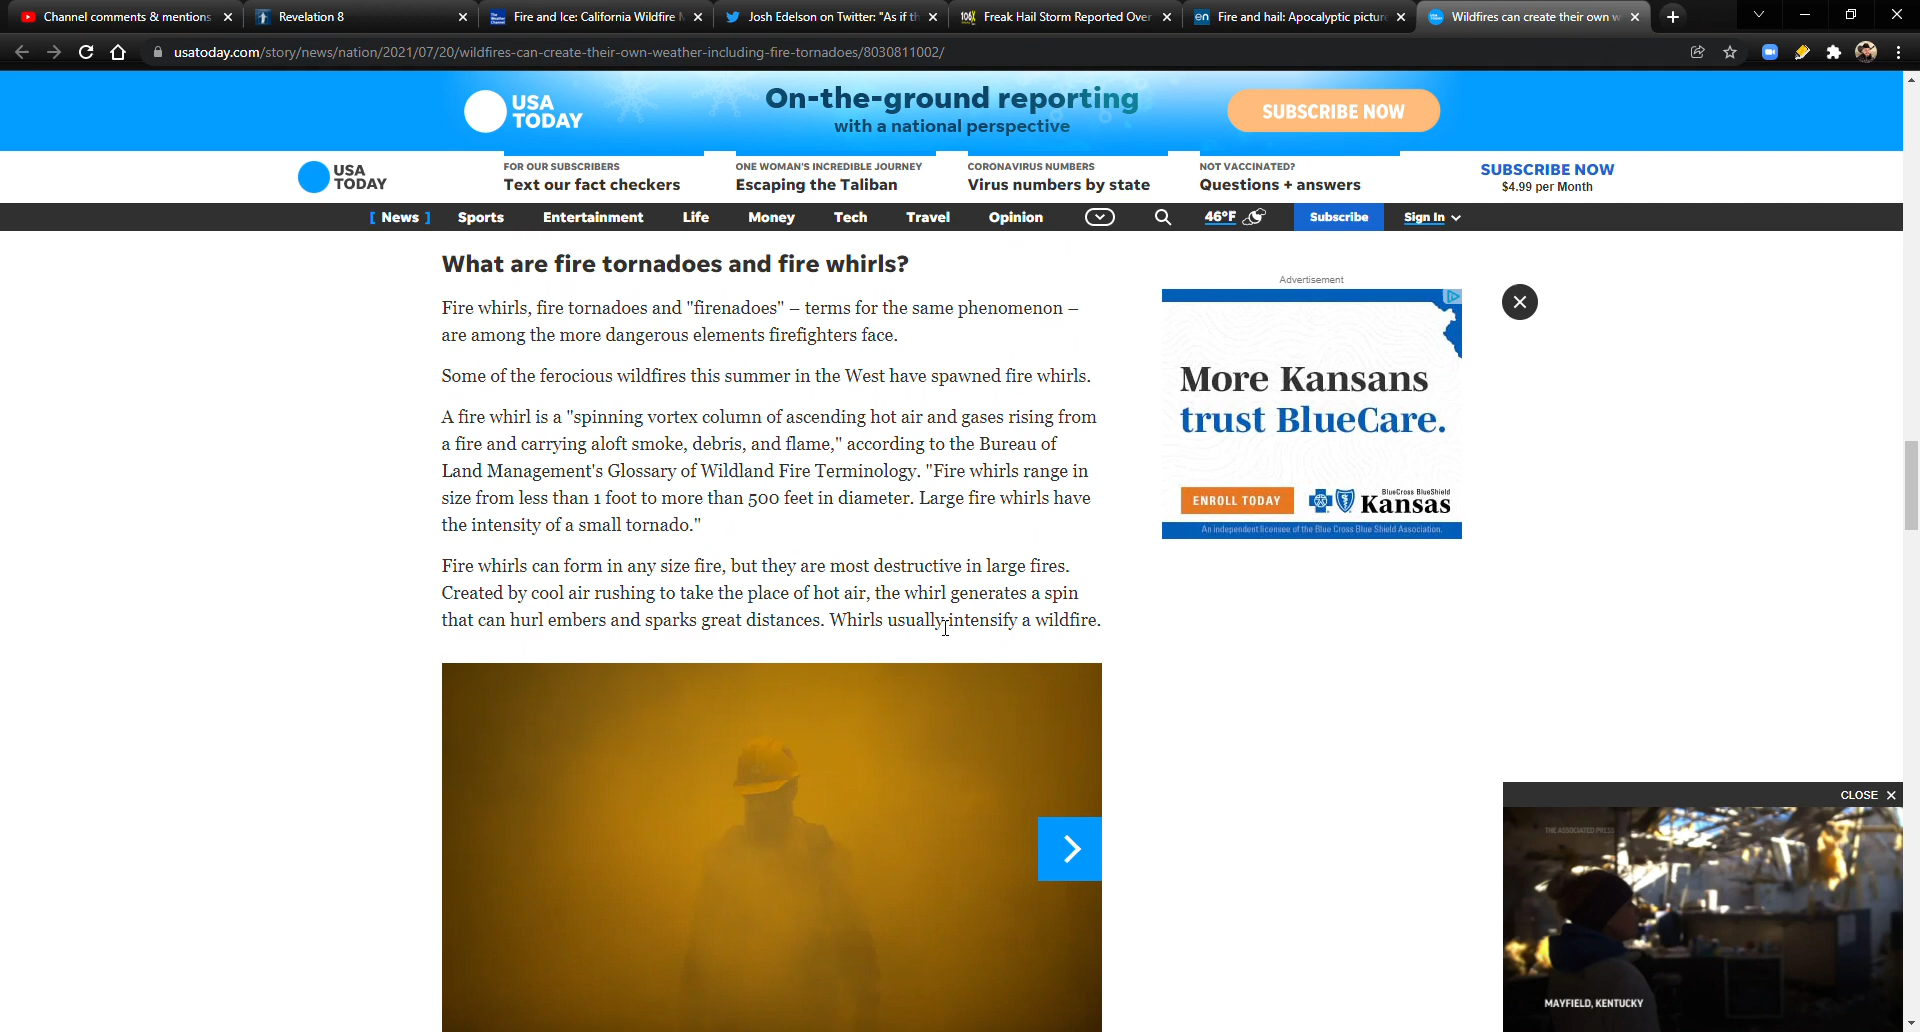 Channel comments & mentions
Revelation 8
Fire and Ice: California Wildfire
Josh Edelson on Twitter: "As if th
Freak Hail Storm Reported Over
Fire and hail: Apocalyptic picture
Wildfires can create their own w
usatoday.com/story/news/nation/2021/07/20/wildfires-can-create-their-own-weather-including-fire-tornadoes/8030811002/
USA
TODAY
On-the-ground reporting
with a national perspective
SUBSCRIBE NOW
USA
TODAY
FOR OUR SUBSCRIBERS
Text our fact checkers
ONE WOMAN'S INCREDIBLE JOURNEY
Escaping the Taliban
CORONAVIRUS NUMBERS
Virus numbers by state
NOT VACCINATED?
Questions + answers
SUBSCRIBE NOW
$4.99 per Month
[ News ] Sports Entertainment Life Money Tech Travel Opinion 46°F Subscribe Sign In
What are fire tornadoes and fire whirls?
Fire whirls, fire tornadoes and "firenadoes" – terms for the same phenomenon –
are among the more dangerous elements firefighters face.
Some of the ferocious wildfires this summer in the West have spawned fire whirls.
A fire whirl is a "spinning vortex column of ascending hot air and gases rising from
a fire and carrying aloft smoke, debris, and flame," according to the Bureau of
Land Management's Glossary of Wildland Fire Terminology. "Fire whirls range in
size from less than 1 foot to more than 500 feet in diameter. Large fire whirls have
the intensity of a small tornado."
Fire whirls can form in any size fire, but they are most destructive in large fires.
Created by cool air rushing to take the place of hot air, the whirl generates a spin
that can hurl embers and sparks great distances. Whirls usually intensify a wildfire.
Advertisement
More Kansans
trust BlueCare.
ENROLL TODAY
BlueCross BlueShield
Kansas
An independent licensee of the Blue Cross Blue Shield Association.
CLOSE
THE ASSOCIATED PRESS
MAYFIELD, KENTUCKY